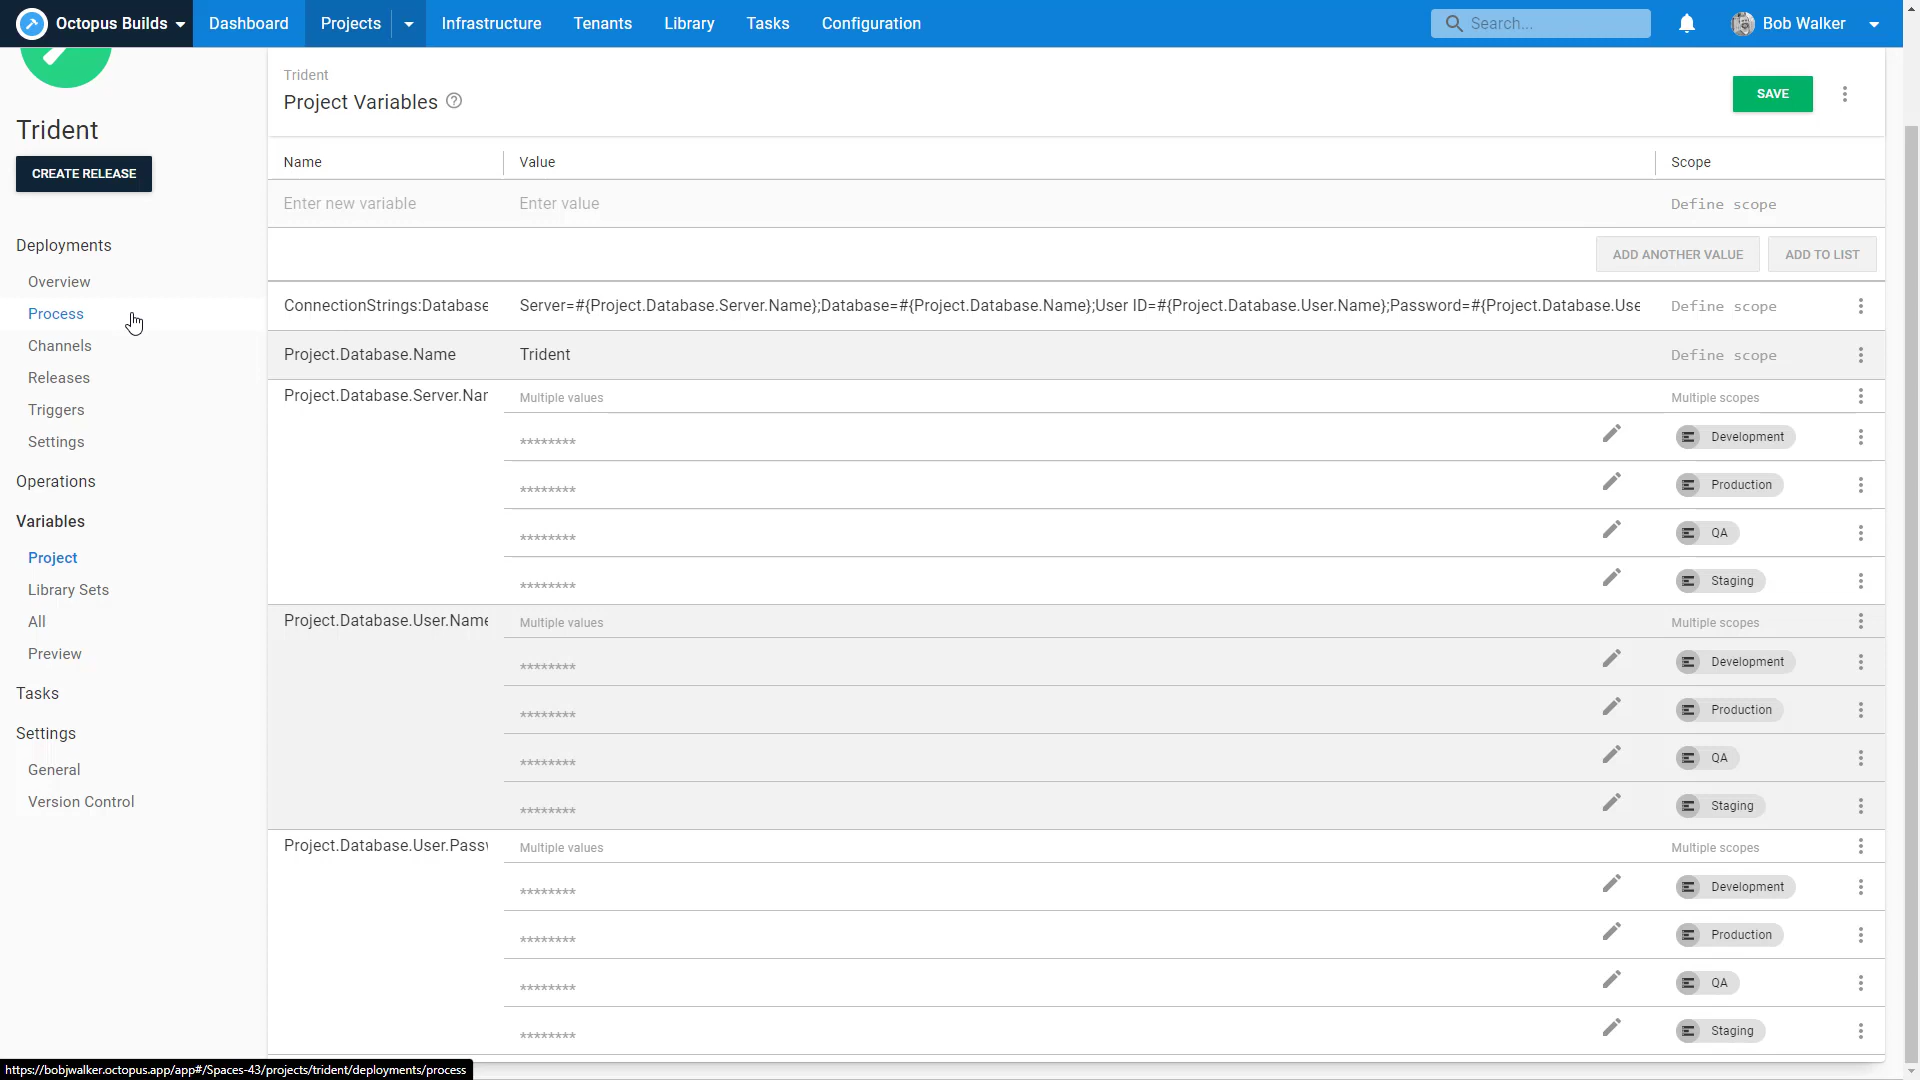 Octopus Builds
Dashboard
Projects
Infrastructure
Tenants
Library
Tasks
Configuration
Search...
Bob Walker
Trident
CREATE RELEASE
Deployments
Overview
Process
Channels
Releases
Triggers
Settings
Operations
Variables
Project
Library Sets
All
Preview
Tasks
Settings
General
Version Control
Trident
Project Variables
SAVE
Name Value Scope
Enter new variable Enter value Define scope
ADD ANOTHER VALUE ADD TO LIST
ConnectionStrings:Database Server=#{Project.Database.Server.Name};Database=#{Project.Database.Name};User ID=#{Project.Database.User.Name};Password=#{Project.Database.Use Define scope
Project.Database.Name Trident Define scope
Project.Database.Server.Nar Multiple values Multiple scopes
******** Development
******** Production
******** QA
******** Staging
Project.Database.User.Name Multiple values Multiple scopes
******** Development
******** Production
******** QA
******** Staging
Project.Database.User.Passw Multiple values Multiple scopes
******** Development
******** Production
******** QA
******** Staging
https://bobjwalker.octopus.app/app#/Spaces-43/projects/trident/deployments/process